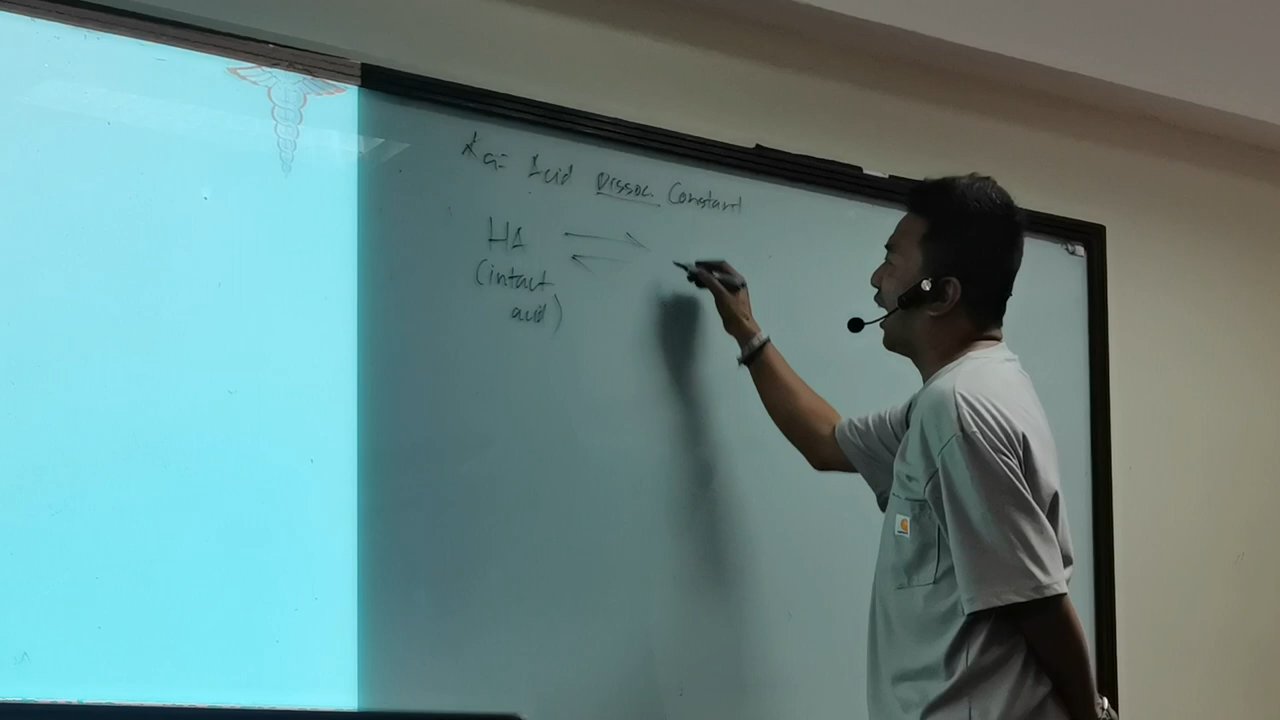 Ka= Acid Dissoc. Constant
HA
(intact
acid)